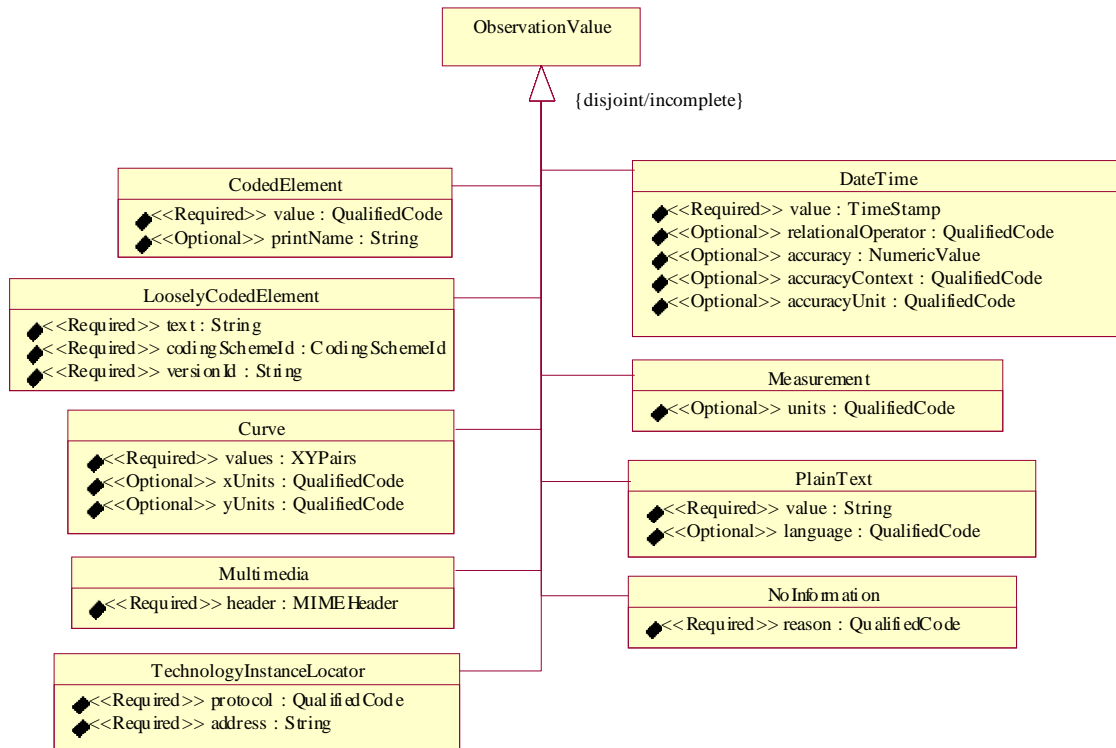 ObservationValue
{disjoint/incomplete}
CodedElement
<<Required>> value : QualifiedCode
<<Optional>> printName : String
LooselyCodedElement
<<Required>> text : String
<<Required>> codingSchemeId : CodingSchemeId
<<Required>> versionId : String
Curve
<<Required>> values : XYPairs
<<Optional>> xUnits : QualifiedCode
<<Optional>> yUnits : QualifiedCode
Multimedia
<<Required>> header : MIMEHeader
TechnologyInstanceLocator
<<Required>> protocol : QualifiedCode
<<Required>> address : String
DateTime
<<Required>> value : TimeStamp
<<Optional>> relationalOperator : QualifiedCode
<<Optional>> accuracy : NumericValue
<<Optional>> accuracyContext : QualifiedCode
<<Optional>> accuracyUnit : QualifiedCode
Measurement
<<Optional>> units : QualifiedCode
PlainText
<<Required>> value : String
<<Optional>> language : QualifiedCode
NoInformation
<<Required>> reason : QualifiedCode